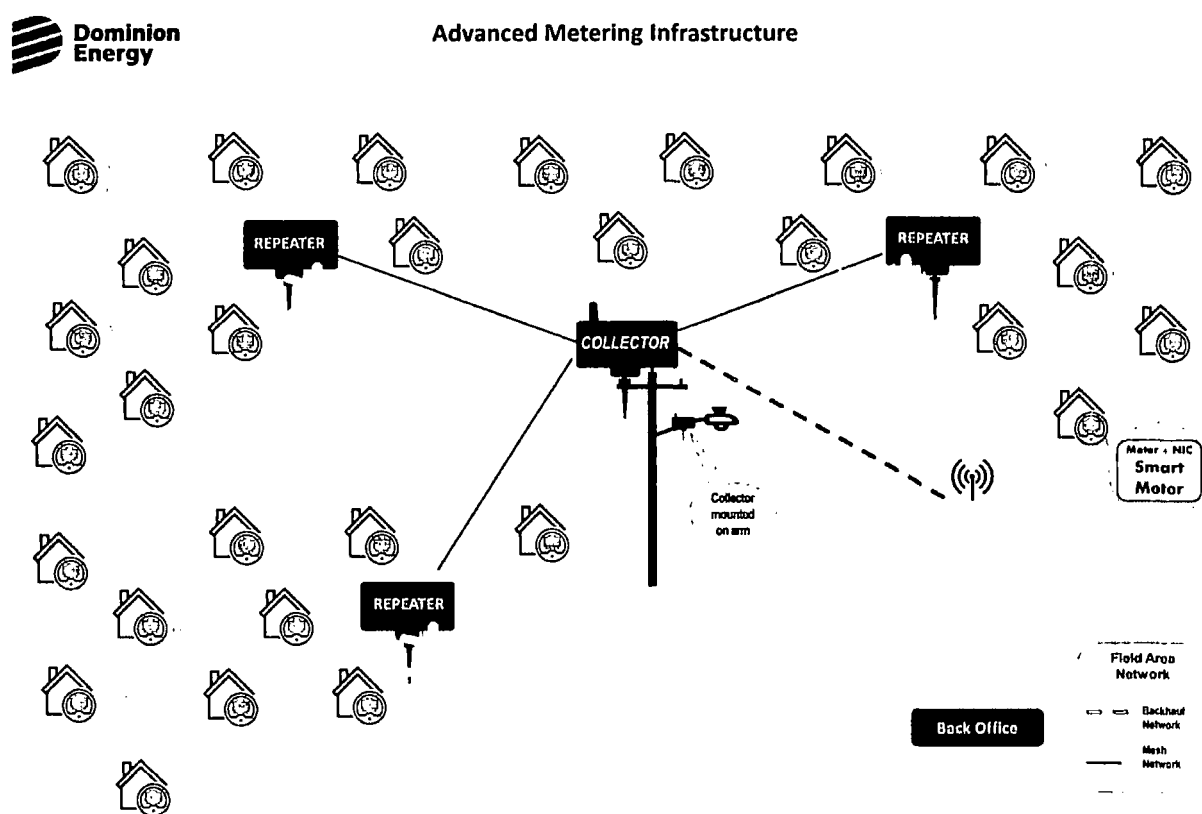 Dominion
Energy
Advanced Metering Infrastructure
REPEATER
REPEATER
COLLECTOR
Meter + NIC
Smart
Motor
Collector
mounted
on arm
REPEATER
Field Area
Network
Back Office
Backhaul
Network
Mesh
Network